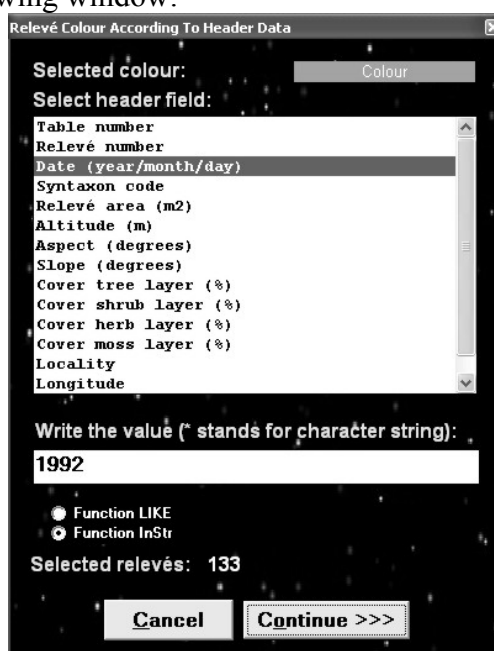 wing window:
Relevé Colour According To Header Data
Selected colour: Colour
Select header field:
Table number
Relevé number
Date (year/month/day)
Syntaxon code
Relevé area (m2)
Altitude (m)
Aspect (degrees)
Slope (degrees)
Cover tree layer (%)
Cover shrub layer (%)
Cover herb layer (%)
Cover moss layer (%)
Locality
Longitude
Write the value (* stands for character string):
1992
Function LIKE
Function InStr
Selected relevés: 133
Cancel Continue >>>